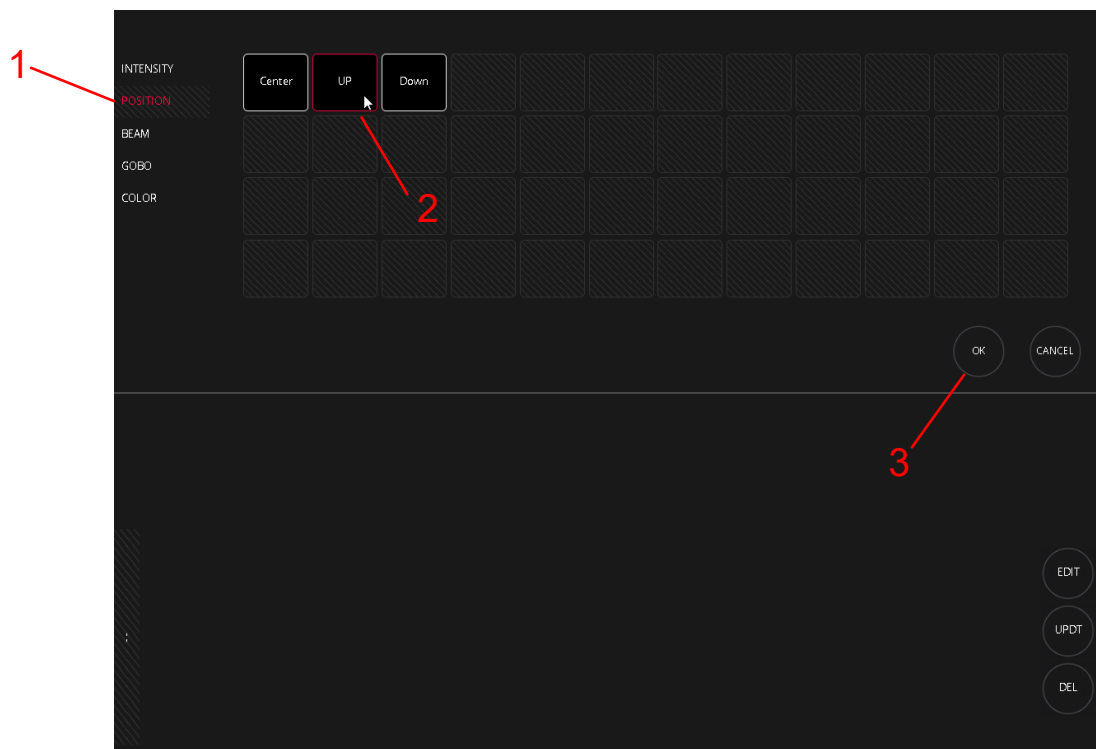 1
INTENSITY
POSITION
BEAM
GOBO
COLOR
Center
UP
Down
2
OK
CANCEL
3
EDIT
UPDT
DEL